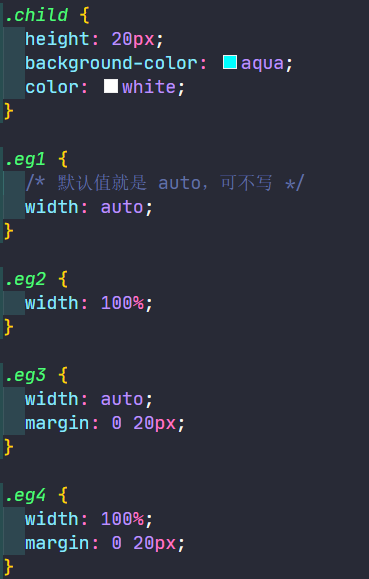 .child {
height: 20px;
background-color: aqua;
color: white;
}
.eg1 {
/* 默认值就是 auto，可不写 */
width: auto;
}
.eg2 {
width: 100%;
}
.eg3 {
width: auto;
margin: 0 20px;
}
.eg4 {
width: 100%;
margin: 0 20px;
}